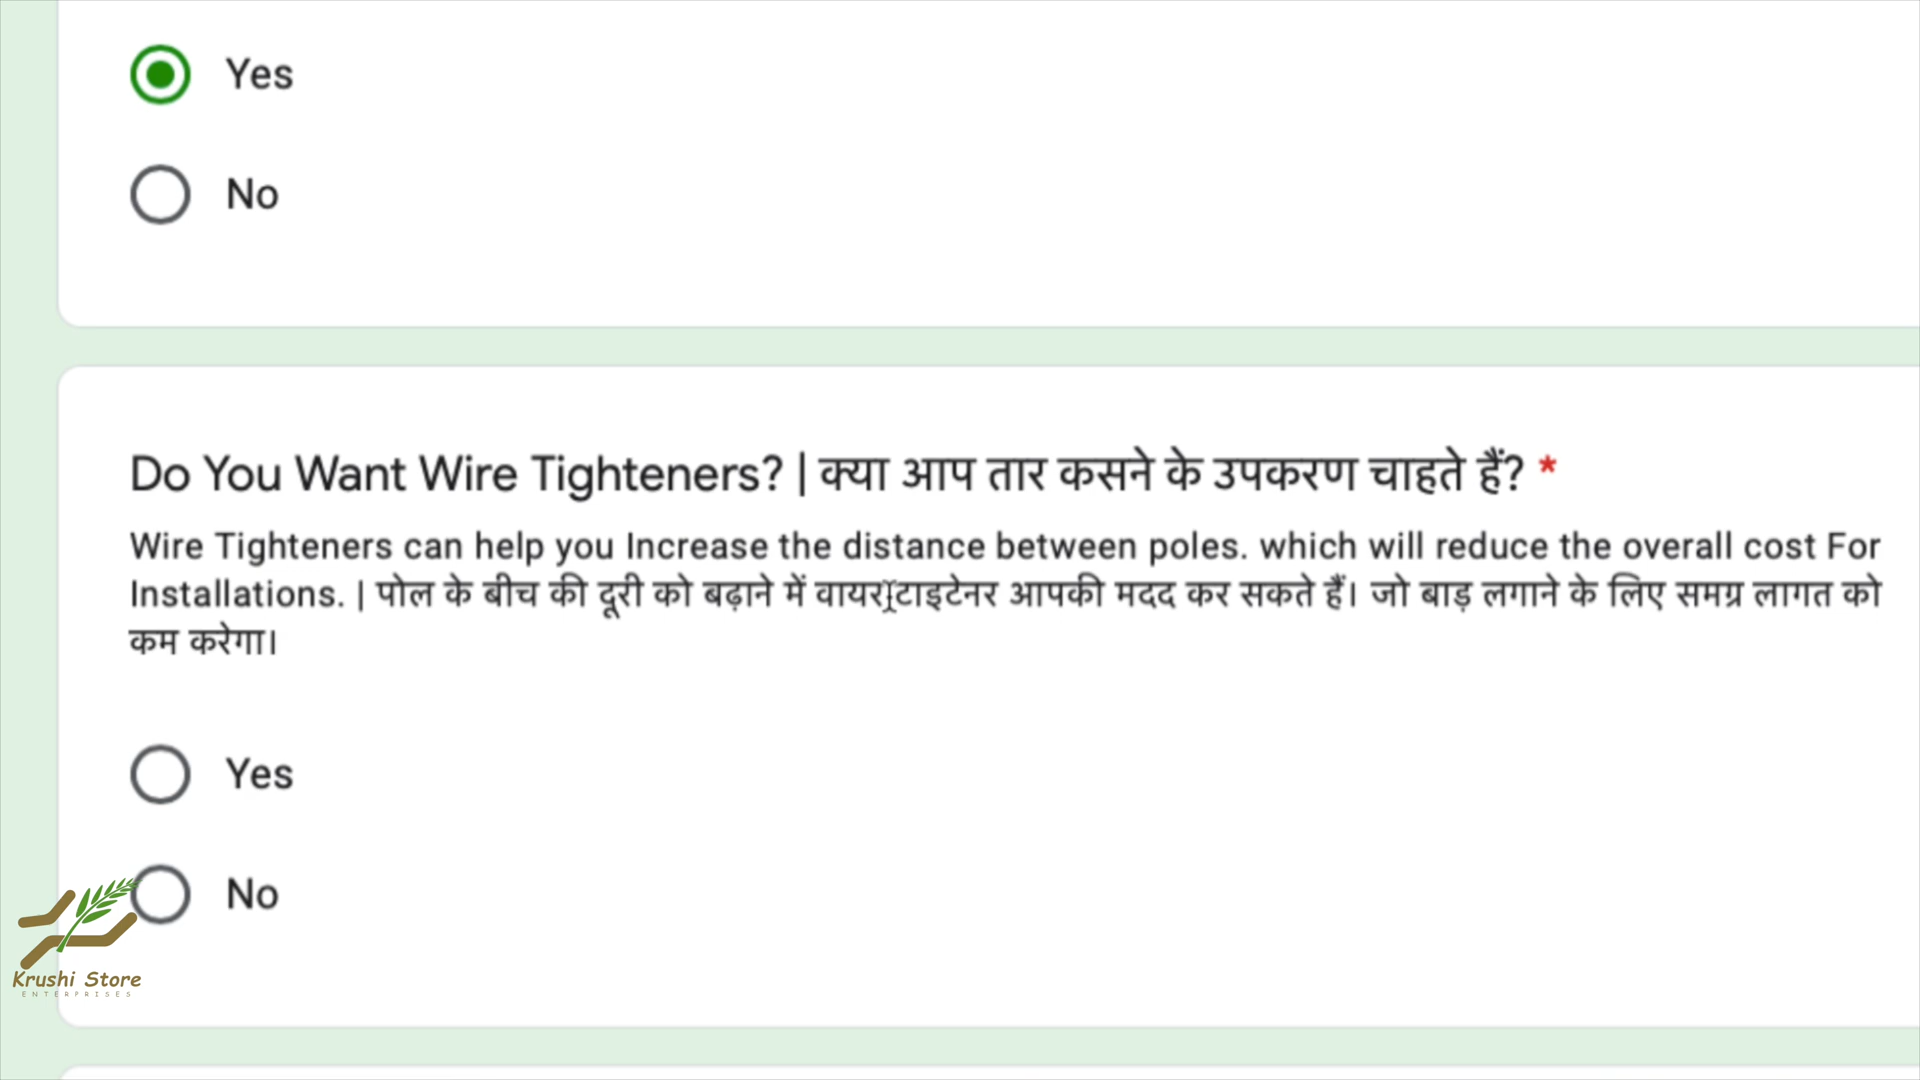 Yes
No
Do You Want Wire Tighteners? | क्या आप तार कसने के उपकरण चाहते हैं? *
Wire Tighteners can help you Increase the distance between poles. which will reduce the overall cost For
Installations. | पोल के बीच की दूरी को बढ़ाने में वायर टाइटेनर आपकी मदद कर सकते हैं। जो बाड़ लगाने के लिए समग्र लागत को
कम करेगा।
Yes
No
Krushi Store
ENTERPRISES